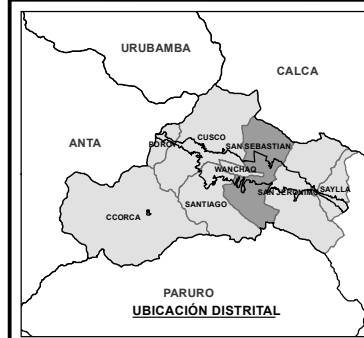 URUBAMBA
CALCA
ANTA
CUSCO
POROY
SAN SEBASTIAN
WANCHAQ
SAN JERONIMO
SAYLLA
SANTIAGO
CCORCA
PARURO
UBICACIÓN DISTRITAL